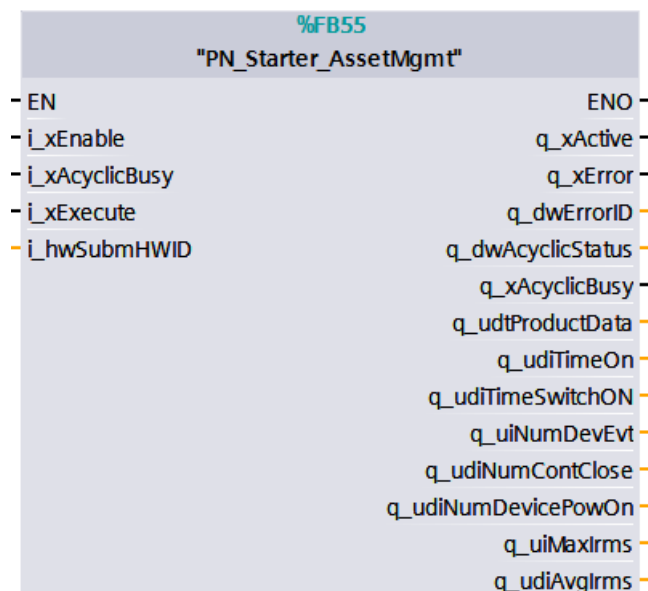 %FB55
"PN_Starter_AssetMgmt"
EN ENO
i_xEnable q_xActive
i_xAcyclicBusy q_xError
i_xExecute q_dwErrorID
i_hwSubmHWID q_dwAcyclicStatus
q_xAcyclicBusy
q_udtProductData
q_udiTimeOn
q_udiTimeSwitchON
q_uiNumDevEvt
q_udiNumContClose
q_udiNumDevicePowOn
q_uiMaxIrms
q_udiAvgIrms